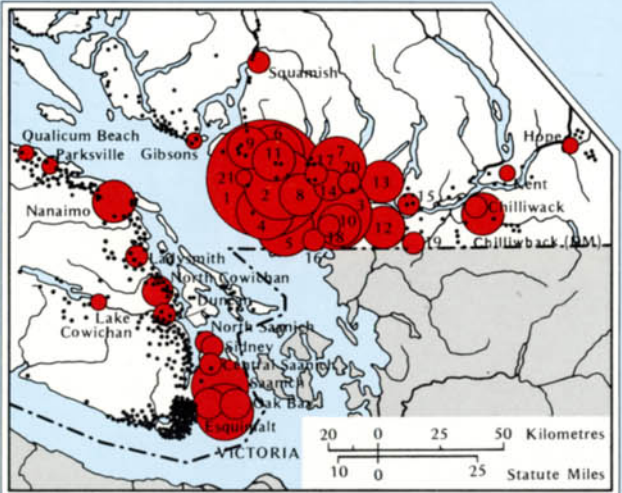 Squamish
Qualicum Beach
Parksville
Gibsons
Hope
Kent
Nanaimo
Chilliwack
Chilliwback (DM)
Ladysmith
North Cowichan
Duncan
Lake
Cowichan
North Saanich
Sidney
Central Saanich
Saanich
Oak Bay
Esquimalt
VICTORIA
6
9
11
7
17
20
21
13
1
2
8
14
3
15
4
10
12
5
18
19
16
20 0 25 50 Kilometres
10 0 25 Statute Miles